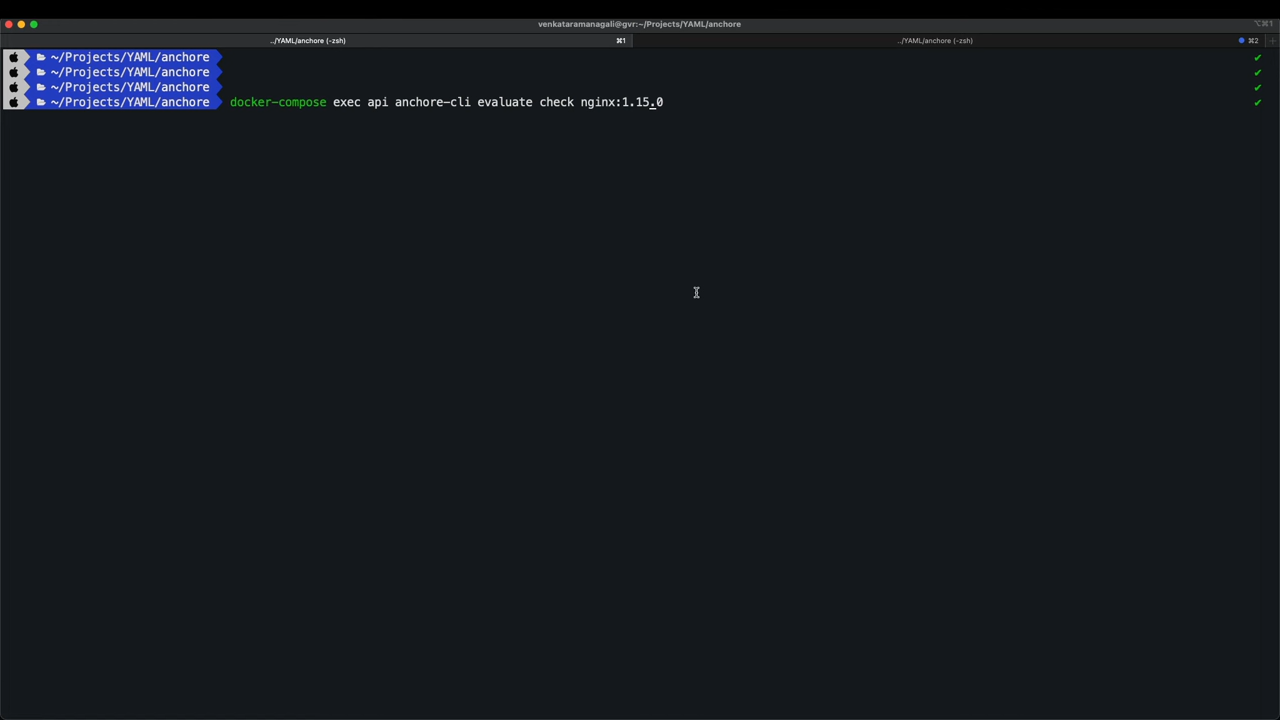 venkataramanagali@gvr:~/Projects/YAML/anchore
⌥⌘1
../YAML/anchore (-zsh)
⌘1
../YAML/anchore (-zsh)
⌘2
~/Projects/YAML/anchore
~/Projects/YAML/anchore
~/Projects/YAML/anchore
~/Projects/YAML/anchore docker-compose exec api anchore-cli evaluate check nginx:1.15.0